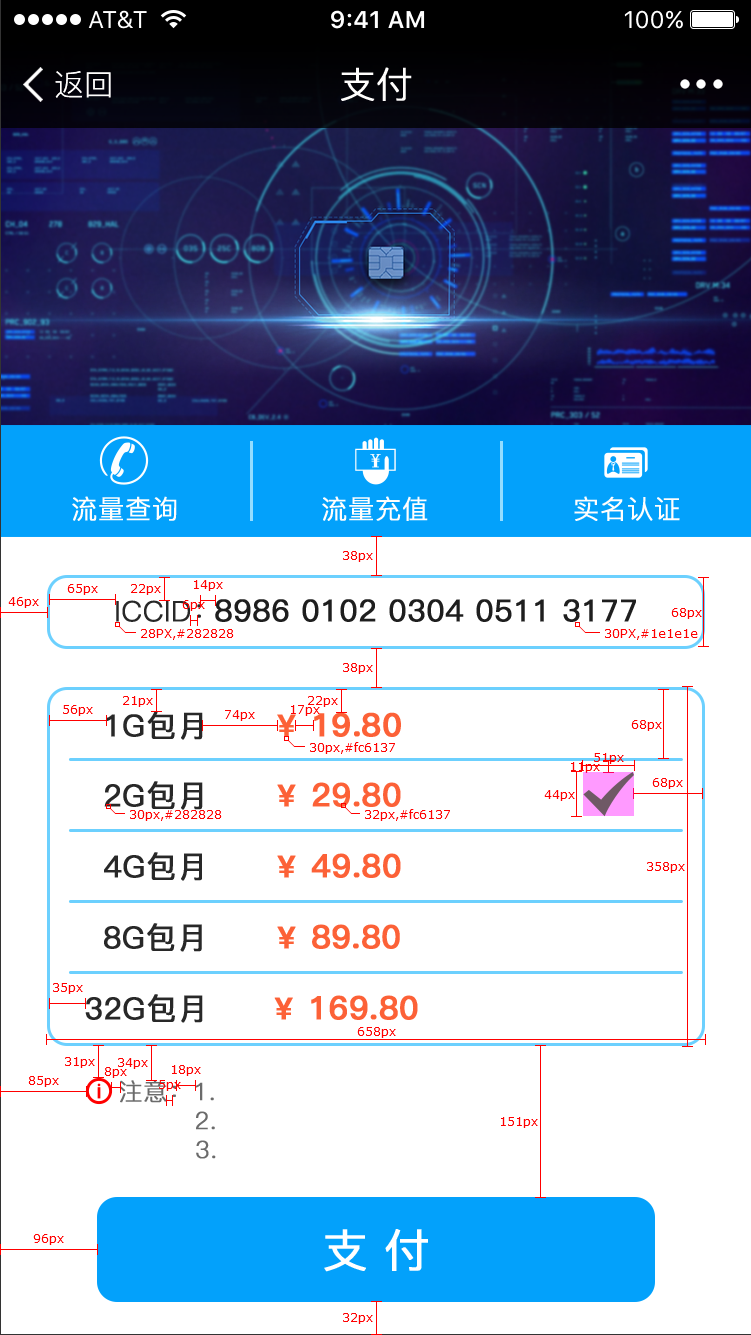 AT&T 9:41 AM 100%
返回 支付
CH_04 278 829_HAL
PRC_902_93
DRV.M 34
PRC_303 / 52
流量查询 流量充值 实名认证
38px
65px 22px 14px
46px 6px 68px
ICCID: 8986 0102 0304 0511 3177
28PX,#282828 30PX,#1e1e1e
38px
21px 22px
56px 74px 17px 68px
1G包月 ¥ 19.80
30px,#fc6137
51px
11px
44px 68px
2G包月 ¥ 29.80
30px,#282828 32px,#fc6137
4G包月 ¥ 49.80
358px
8G包月 ¥ 89.80
35px
32G包月 ¥ 169.80
658px
31px 34px
8px 18px
85px 5px
注意: 1.
2.
3.
151px
96px
支付
32px